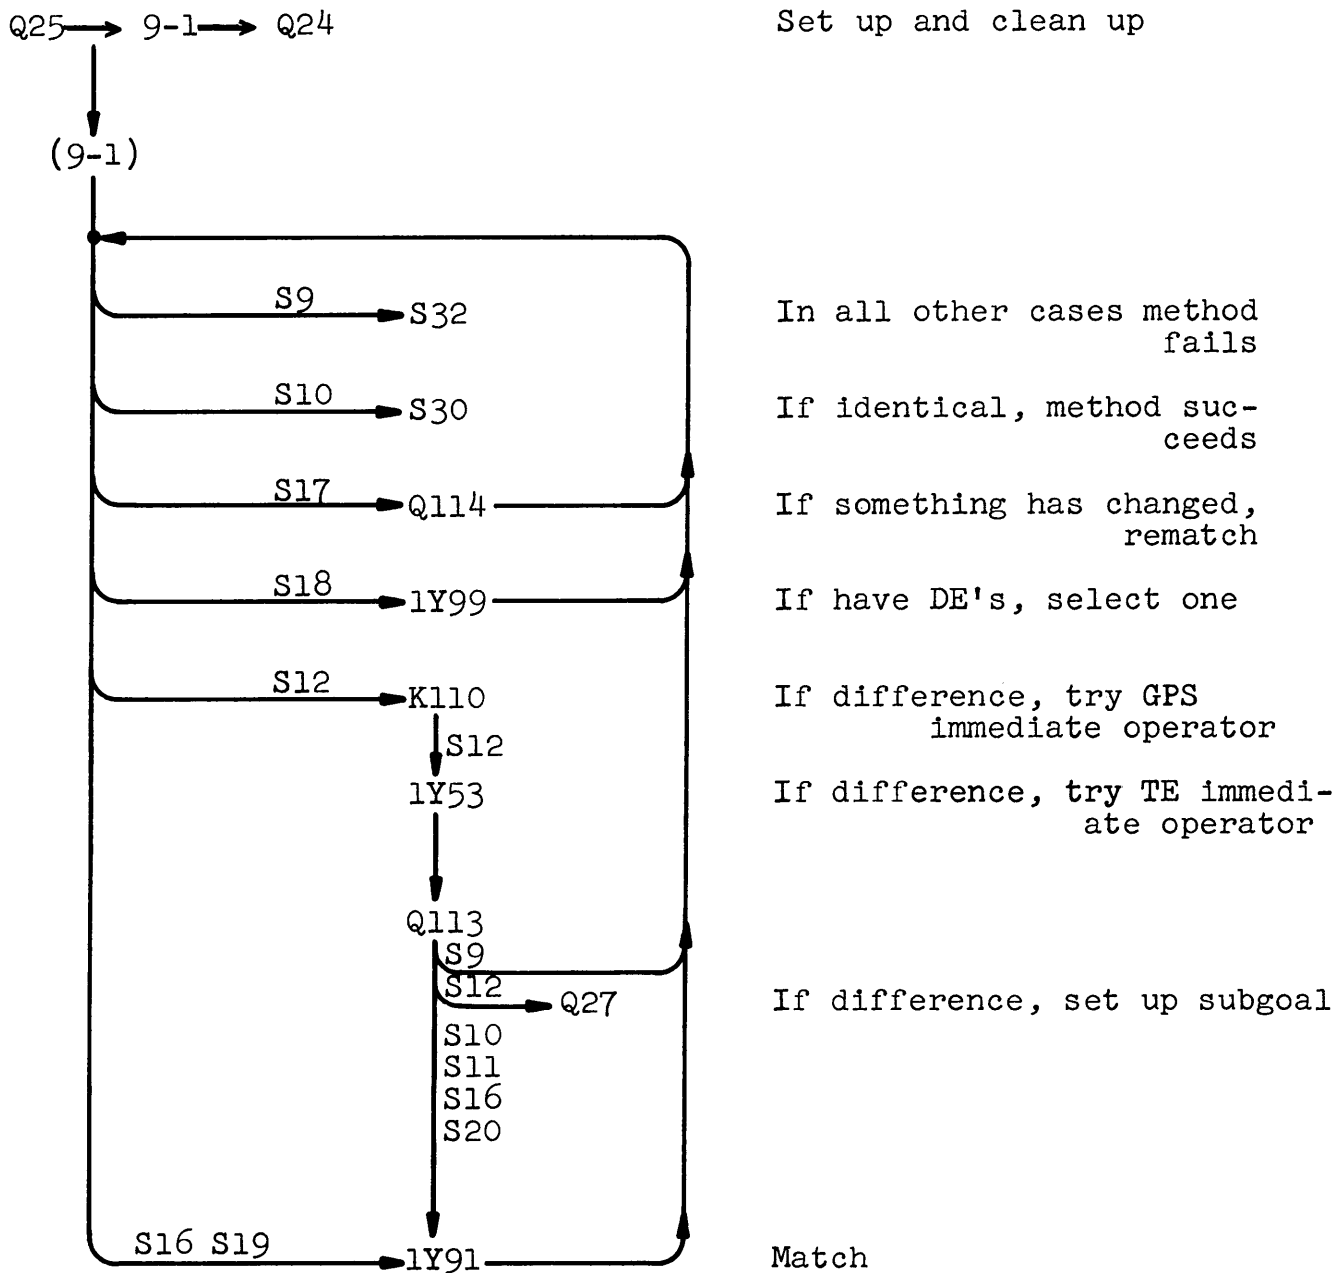 Q25 9-1 Q24 Set up and clean up
(9-1)
S9 S32 In all other cases method
fails
S10 S30 If identical, method suc-
ceeds
S17 Q114 If something has changed,
rematch
S18 1Y99 If have DE's, select one
S12 K110 If difference, try GPS
immediate operator
S12
1Y53 If difference, try TE immedi-
ate operator
Q113
S9
S12 Q27 If difference, set up subgoal
S10
S11
S16
S20
S16 S19 1Y91 Match